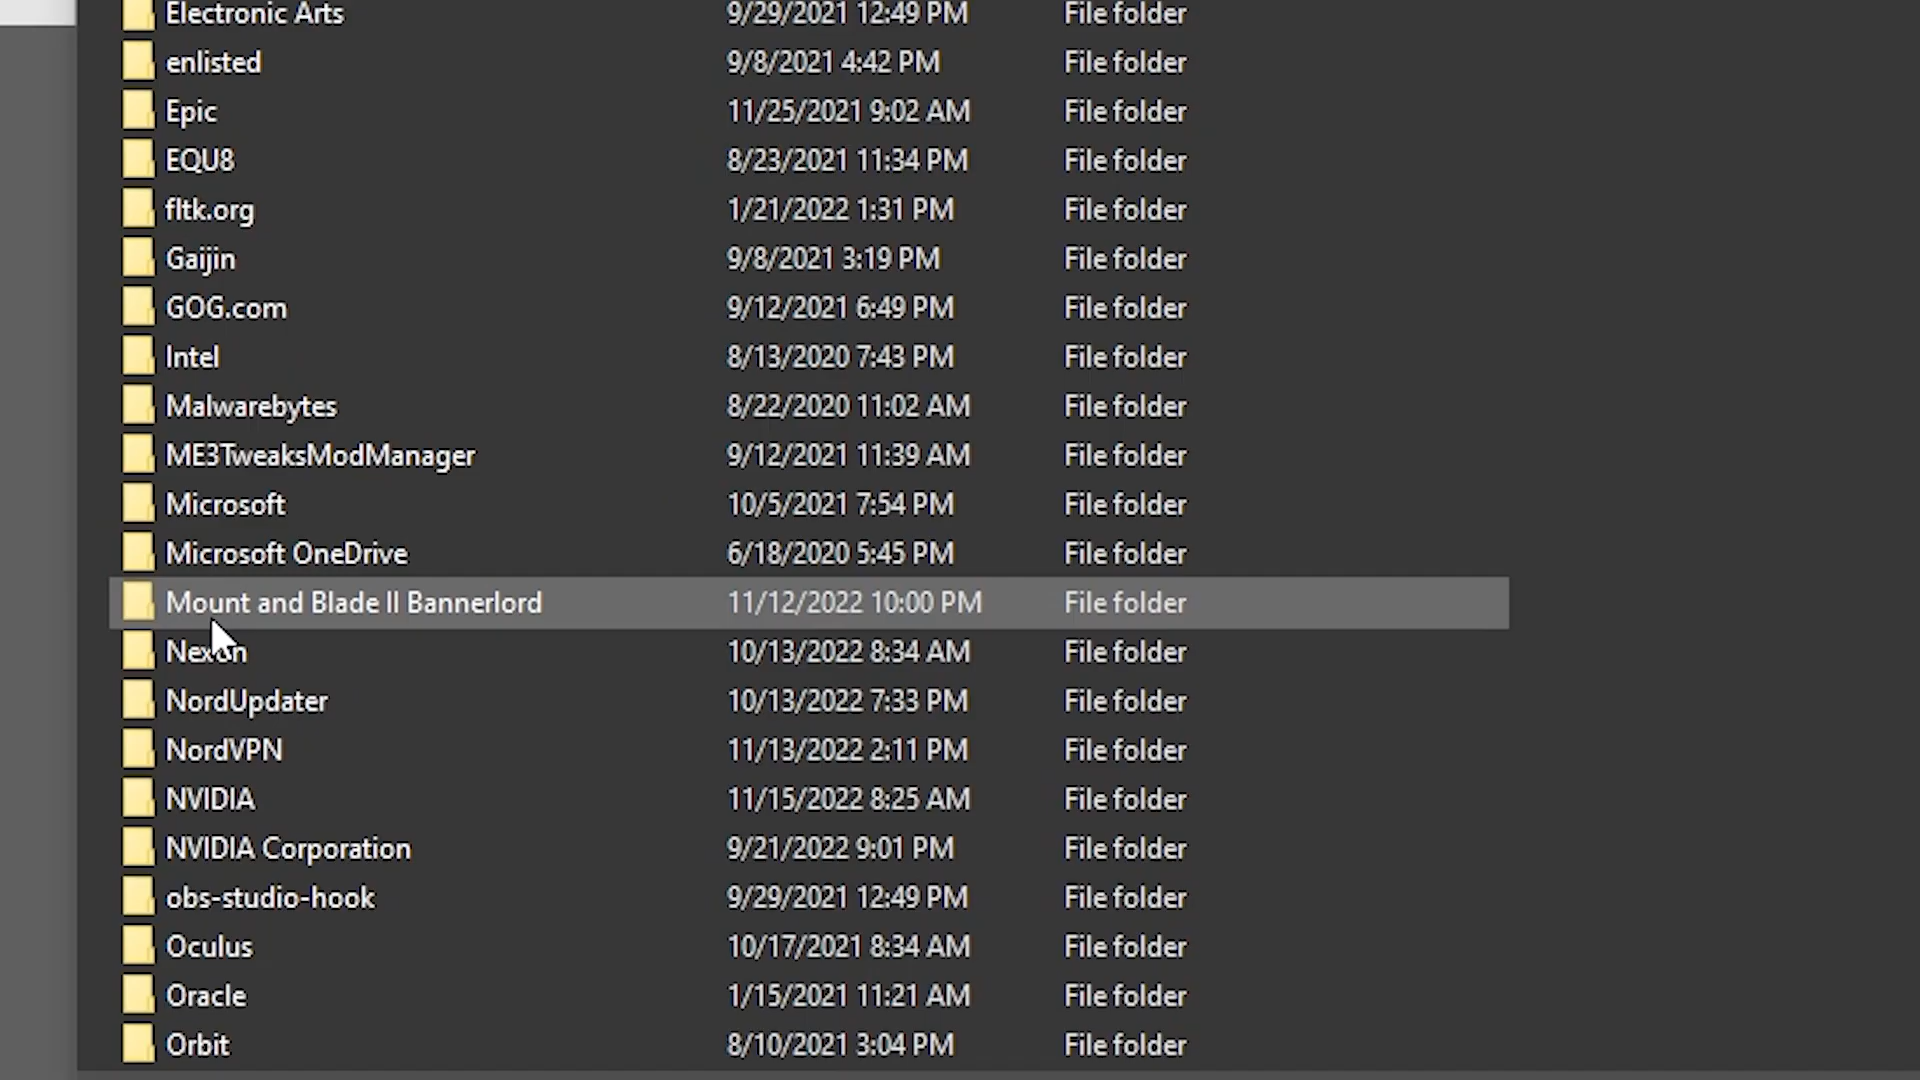 Electronic Arts 9/29/2021 12:49 PM File folder
enlisted 9/8/2021 4:42 PM File folder
Epic 11/25/2021 9:02 AM File folder
EQU8 8/23/2021 11:34 PM File folder
fltk.org 1/21/2022 1:31 PM File folder
Gaijin 9/8/2021 3:19 PM File folder
GOG.com 9/12/2021 6:49 PM File folder
Intel 8/13/2020 7:43 PM File folder
Malwarebytes 8/22/2020 11:02 AM File folder
ME3TweaksModManager 9/12/2021 11:39 AM File folder
Microsoft 10/5/2021 7:54 PM File folder
Microsoft OneDrive 6/18/2020 5:45 PM File folder
Mount and Blade II Bannerlord 11/12/2022 10:00 PM File folder
Nexon 10/13/2022 8:34 AM File folder
NordUpdater 10/13/2022 7:33 PM File folder
NordVPN 11/13/2022 2:11 PM File folder
NVIDIA 11/15/2022 8:25 AM File folder
NVIDIA Corporation 9/21/2022 9:01 PM File folder
obs-studio-hook 9/29/2021 12:49 PM File folder
Oculus 10/17/2021 8:34 AM File folder
Oracle 1/15/2021 11:21 AM File folder
Orbit 8/10/2021 3:04 PM File folder